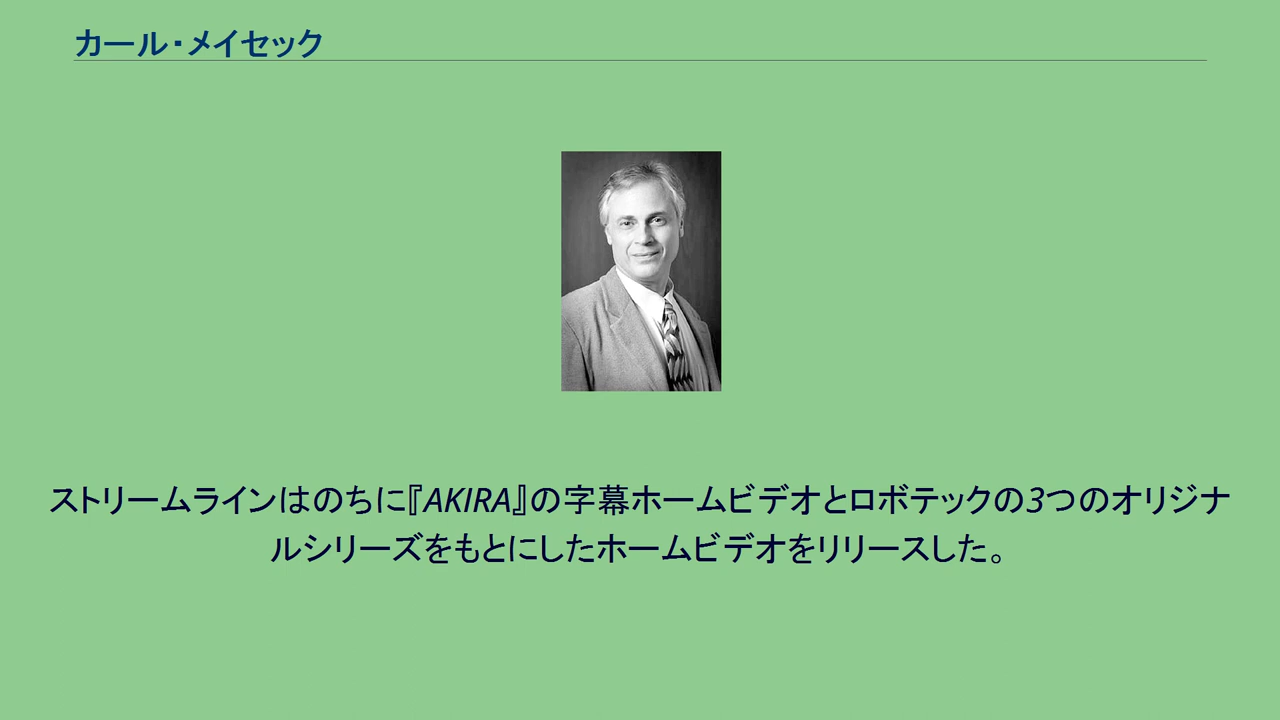 カール・メイセック
ストリームラインはのちに『AKIRA』の字幕ホームビデオとロボテックの3つのオリジナ
ルシリーズをもとにしたホームビデオをリリースした。